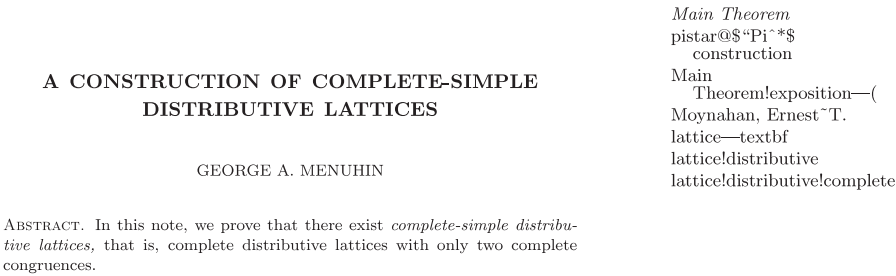 A CONSTRUCTION OF COMPLETE-SIMPLE
DISTRIBUTIVE LATTICES
GEORGE A. MENUHIN
ABSTRACT. In this note, we prove that there exist complete-simple distribu-
tive lattices, that is, complete distributive lattices with only two complete
congruences.
Main Theorem
pistar@$“Piˆ*$
construction
Main
Theorem!exposition—(
Moynahan, Ernest˜T.
lattice—textbf
lattice!distributive
lattice!distributive!complete